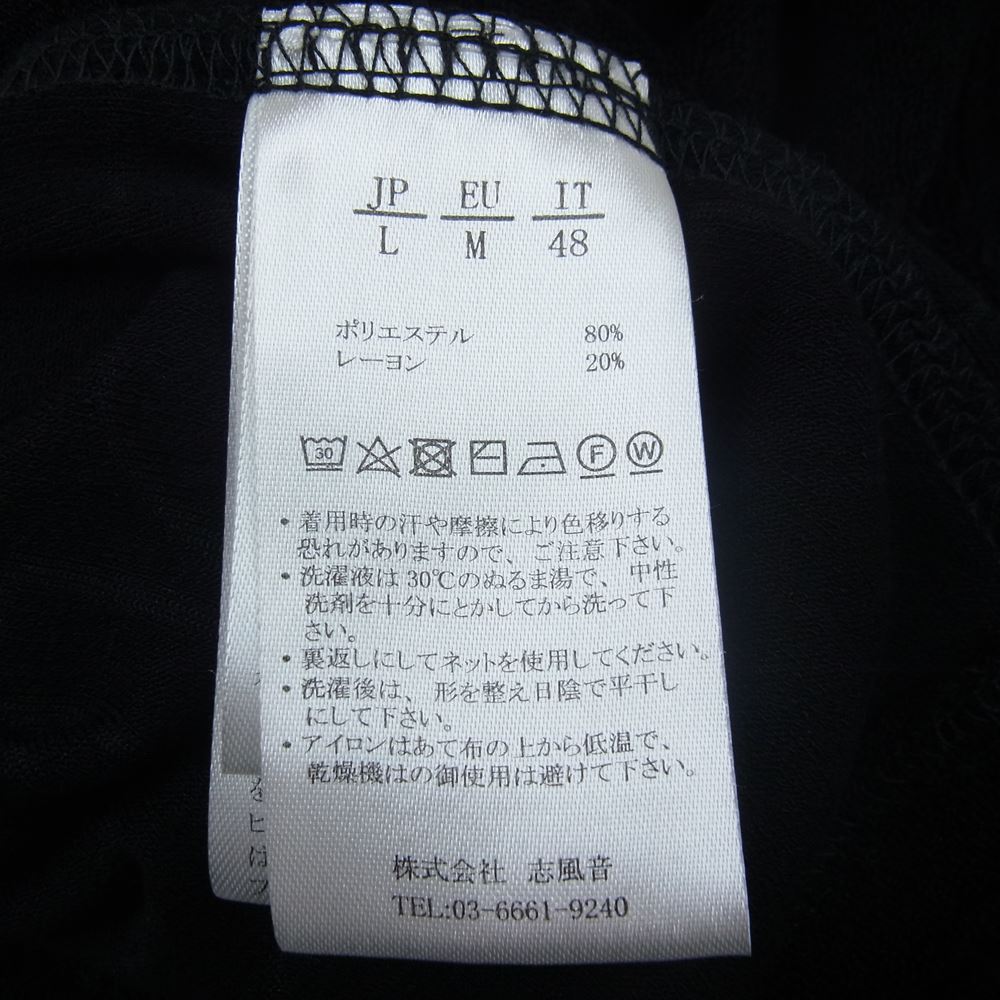 JP EU IT
L M 48
ポリエステル 80%
レーヨン 20%
30 F W
・着用時の汗や摩擦により色移りする
恐れがありますので、ご注意下さい。
・洗濯液は30℃のぬるま湯で、中性
洗剤を十分にとかしてから洗って下
さい。
・裏返しにしてネットを使用してください。
・洗濯後は、形を整え日陰で平干し
にして下さい。
・アイロンはあて布の上から低温で、
乾燥機はの御使用は避けて下さい。
株式会社 志風音
TEL:03-6661-9240
を
ピ
は
フ